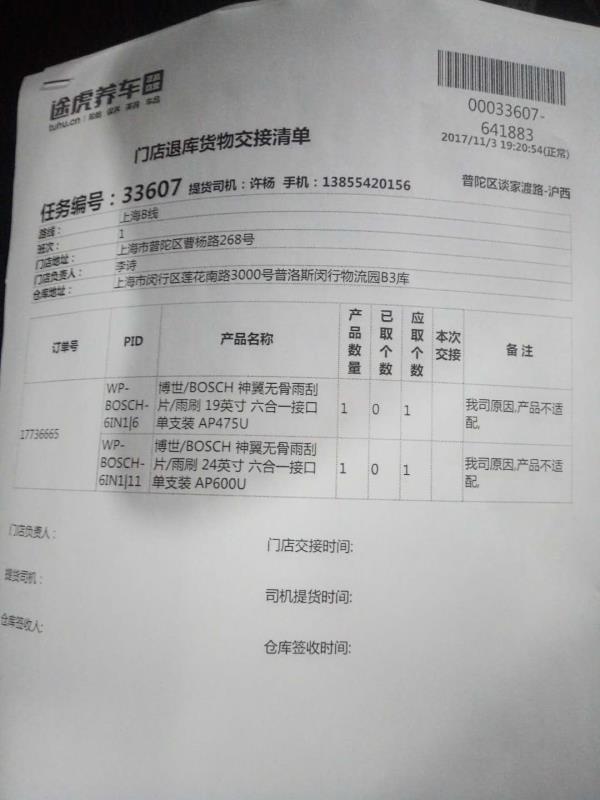 途虎养车
tuhu.cn
00033607-
641883
2017/11/3 19:20:54(正常)
门店退库货物交接清单
任务编号：33607 提货司机：许杨 手机：13855420156 普陀区谈家渡路-沪西
路线： 上海B线
班次： 1
门店地址： 上海市普陀区曹杨路268号
门店负责人： 李诗
仓库地址： 上海市闵行区莲花南路3000号普洛斯闵行物流园B3库
订单号 PID 产品名称 产品数量 已取个数 应取个数 本次交接 备 注
17736665
WP-BOSCH-6IN1|6 博世/BOSCH 神翼无骨雨刮片/雨刷 19英寸 六合一接口 单支装 AP475U 1 0 1 我司原因,产品不适配,
WP-BOSCH-6IN1|11 博世/BOSCH 神翼无骨雨刮片/雨刷 24英寸 六合一接口 单支装 AP600U 1 0 1 我司原因,产品不适配,
门店负责人： 门店交接时间:
提货司机： 司机提货时间:
仓库签收人: 仓库签收时间: